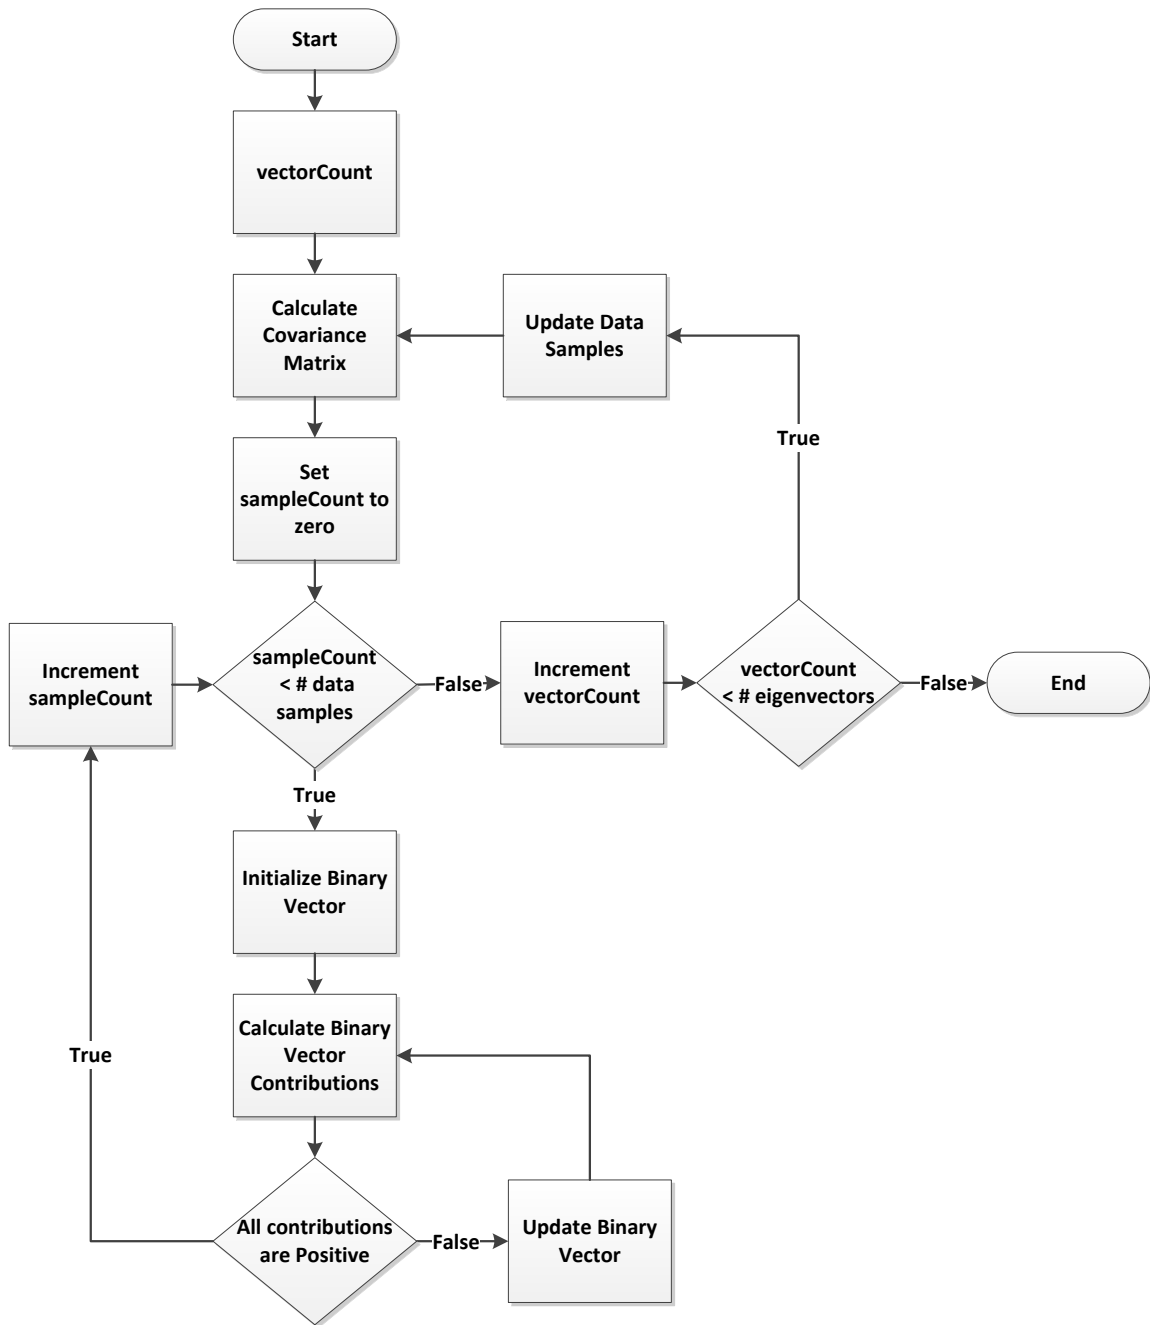 Start
vectorCount
Calculate
Covariance
Matrix
Update Data
Samples
True
Set
sampleCount to
zero
Increment
sampleCount
sampleCount
< # data
samples
False
Increment
vectorCount
vectorCount
< # eigenvectors
False
End
True
Initialize Binary
Vector
Calculate Binary
Vector
Contributions
True
All contributions
are Positive
False
Update Binary
Vector